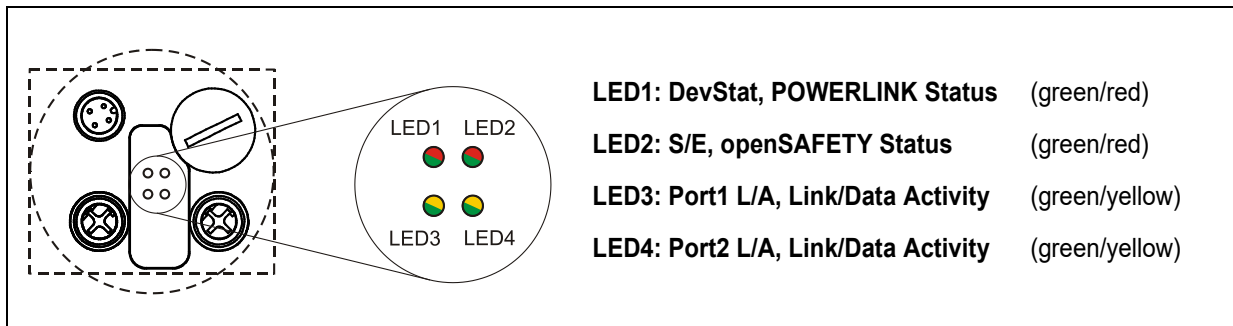 LED1 LED2
LED3 LED4
LED1: DevStat, POWERLINK Status (green/red)
LED2: S/E, openSAFETY Status (green/red)
LED3: Port1 L/A, Link/Data Activity (green/yellow)
LED4: Port2 L/A, Link/Data Activity (green/yellow)